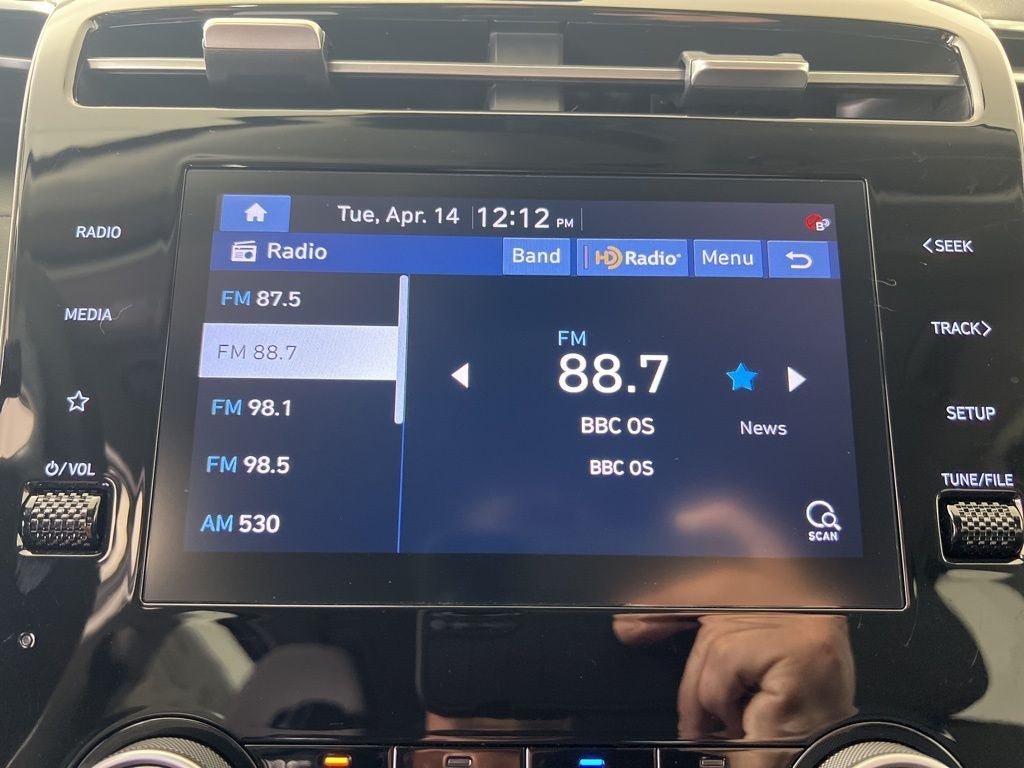 Tue, Apr. 14 12:12 PM
B
Radio Band HD Radio Menu
FM 87.5
FM 88.7
FM 98.1
FM 98.5
AM 530
FM
88.7
BBC OS
News
BBC OS
SCAN
RADIO
MEDIA
⏻/VOL
<SEEK
TRACK>
SETUP
TUNE/FILE